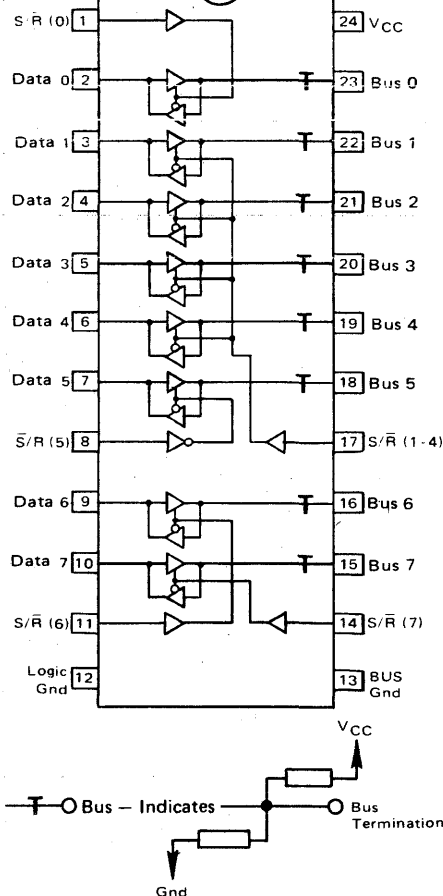 S·R̄ (0) 1
24 VCC
Data 0 2
23 Bus 0
Data 1 3
22 Bus 1
Data 2 4
21 Bus 2
Data 3 5
20 Bus 3
Data 4 6
19 Bus 4
Data 5 7
18 Bus 5
S̄/R (5) 8
17 S/R̄ (1-4)
Data 6 9
16 Bus 6
Data 7 10
15 Bus 7
S/R̄ (6) 11
14 S/R̄ (7)
Logic
Gnd 12
13 BUS
Gnd
VCC
Bus – Indicates
Bus
Termination
Gnd